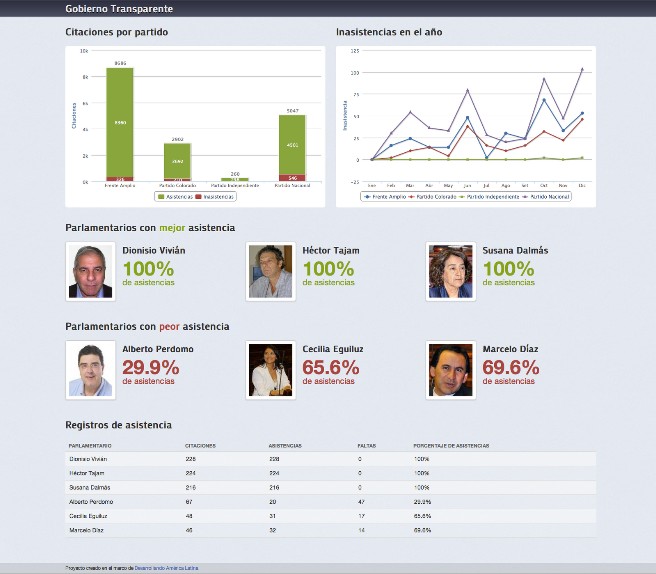 Gobierno Transparente
Citaciones por partido
Inasistencias en el año
10k
8k
6k
4k
2k
0k
Citaciones
8686
8360
2902
2692
268
5047
4501
546
Frente Amplio
Partido Colorado
Partido Independiente
Partido Nacional
Asistencias
Inasistencias
125
100
75
50
25
0
-25
Inasistencia
Ene
Feb
Mar
Abr
May
Jun
Jul
Ago
Sep
Oct
Nov
Dic
Frente Amplio
Partido Colorado
Partido Independiente
Partido Nacional
Parlamentarios con mejor asistencia
Dionisio Vivián
100%
de asistencias
Héctor Tajam
100%
de asistencias
Susana Dalmás
100%
de asistencias
Parlamentarios con peor asistencia
Alberto Perdomo
29.9%
de asistencias
Cecilia Eguiluz
65.6%
de asistencias
Marcelo Díaz
69.6%
de asistencias
Registros de asistencia
PARLAMENTARIO CITACIONES ASISTENCIAS FALTAS PORCENTAJE DE ASISTENCIAS
Dionisio Vivián 228 228 0 100%
Héctor Tajam 224 224 0 100%
Susana Dalmás 216 216 0 100%
Alberto Perdomo 67 20 47 29.9%
Cecilia Eguiluz 48 31 17 65.6%
Marcelo Díaz 46 32 14 69.6%
Proyecto creado en el marco de Desarrollando América Latina